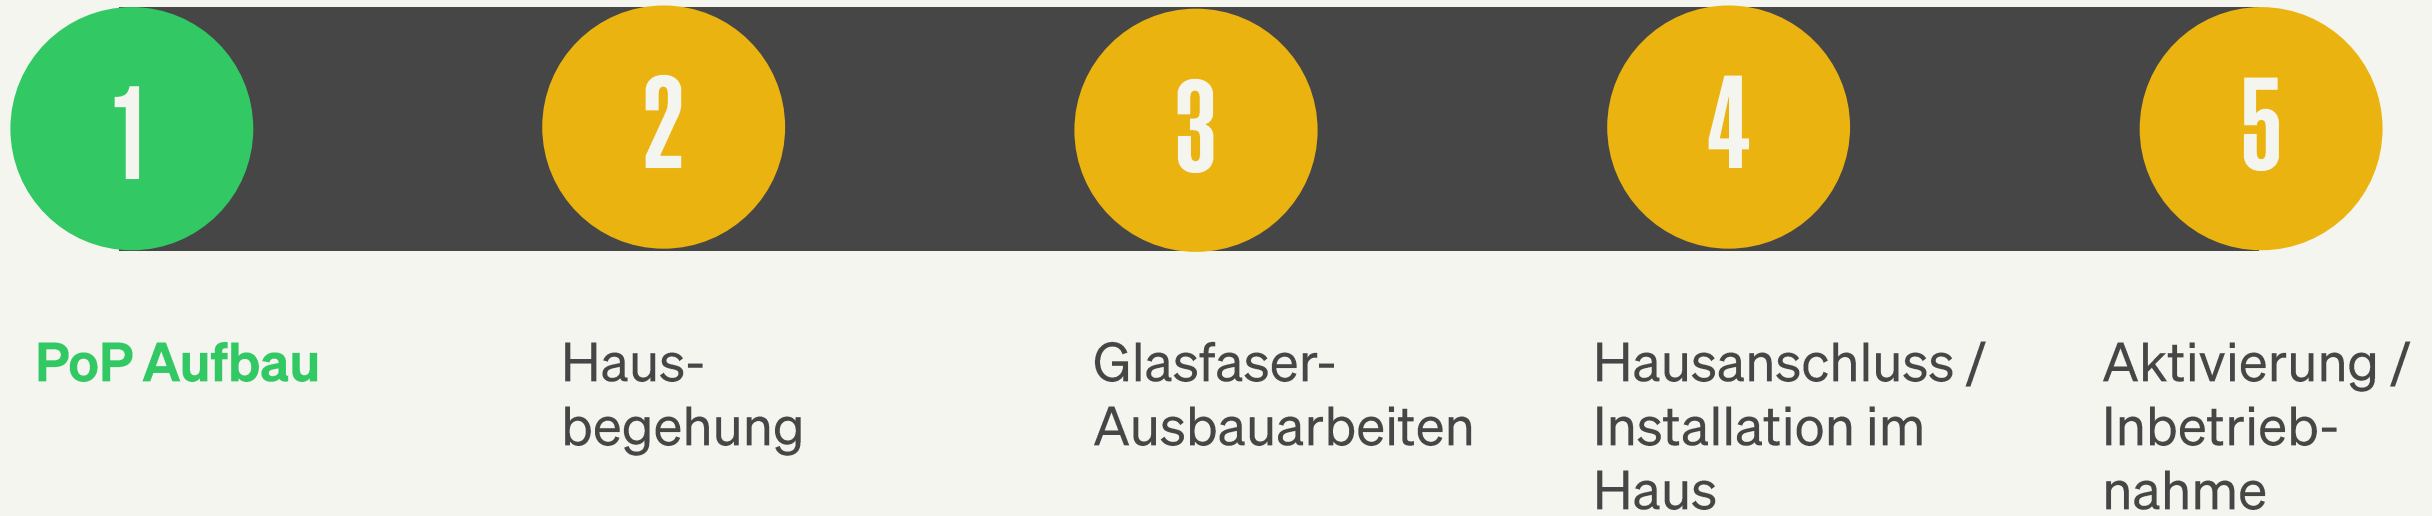 1
2
3
4
5
PoP Aufbau
Haus-
begehung
Glasfaser-
Ausbauarbeiten
Hausanschluss /
Installation im
Haus
Aktivierung /
Inbetrieb-
nahme